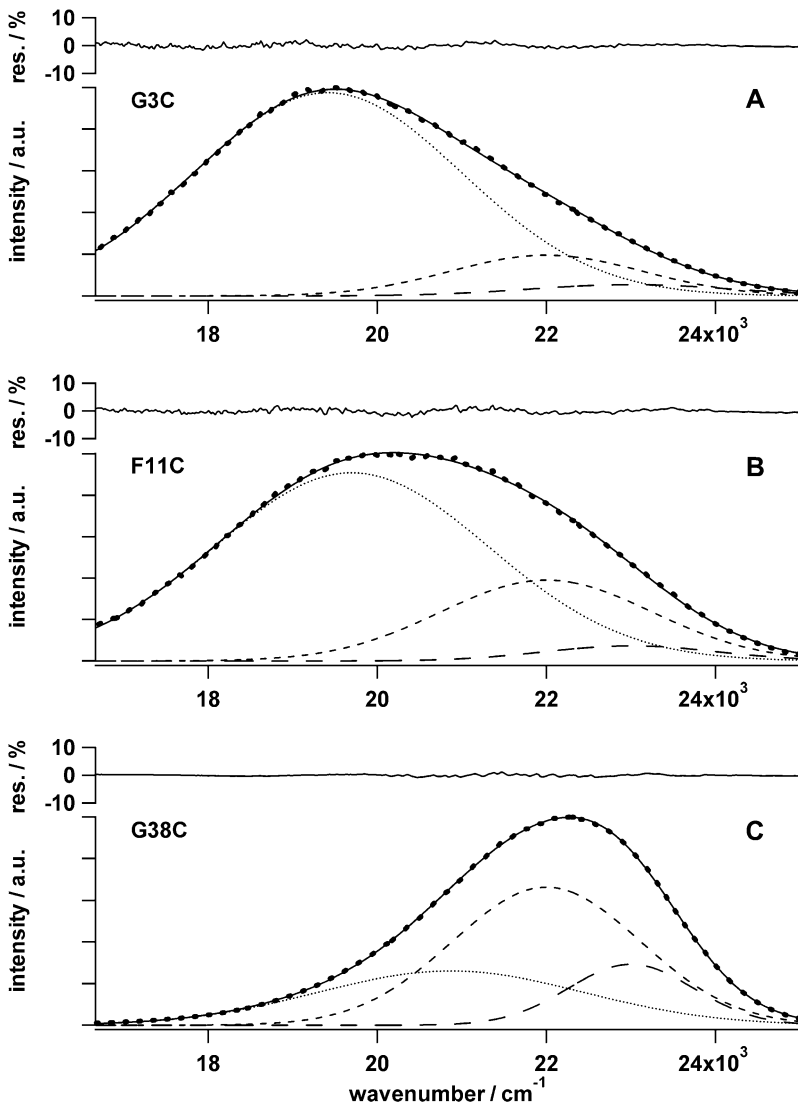 res. / %
10
0
-10
G3C
A
intensity / a.u.
18 20 22 24x10³
res. / %
10
0
-10
F11C
B
intensity / a.u.
18 20 22 24x10³
res. / %
10
0
-10
G38C
C
intensity / a.u.
18 20 22 24x10³
wavenumber / cm⁻¹